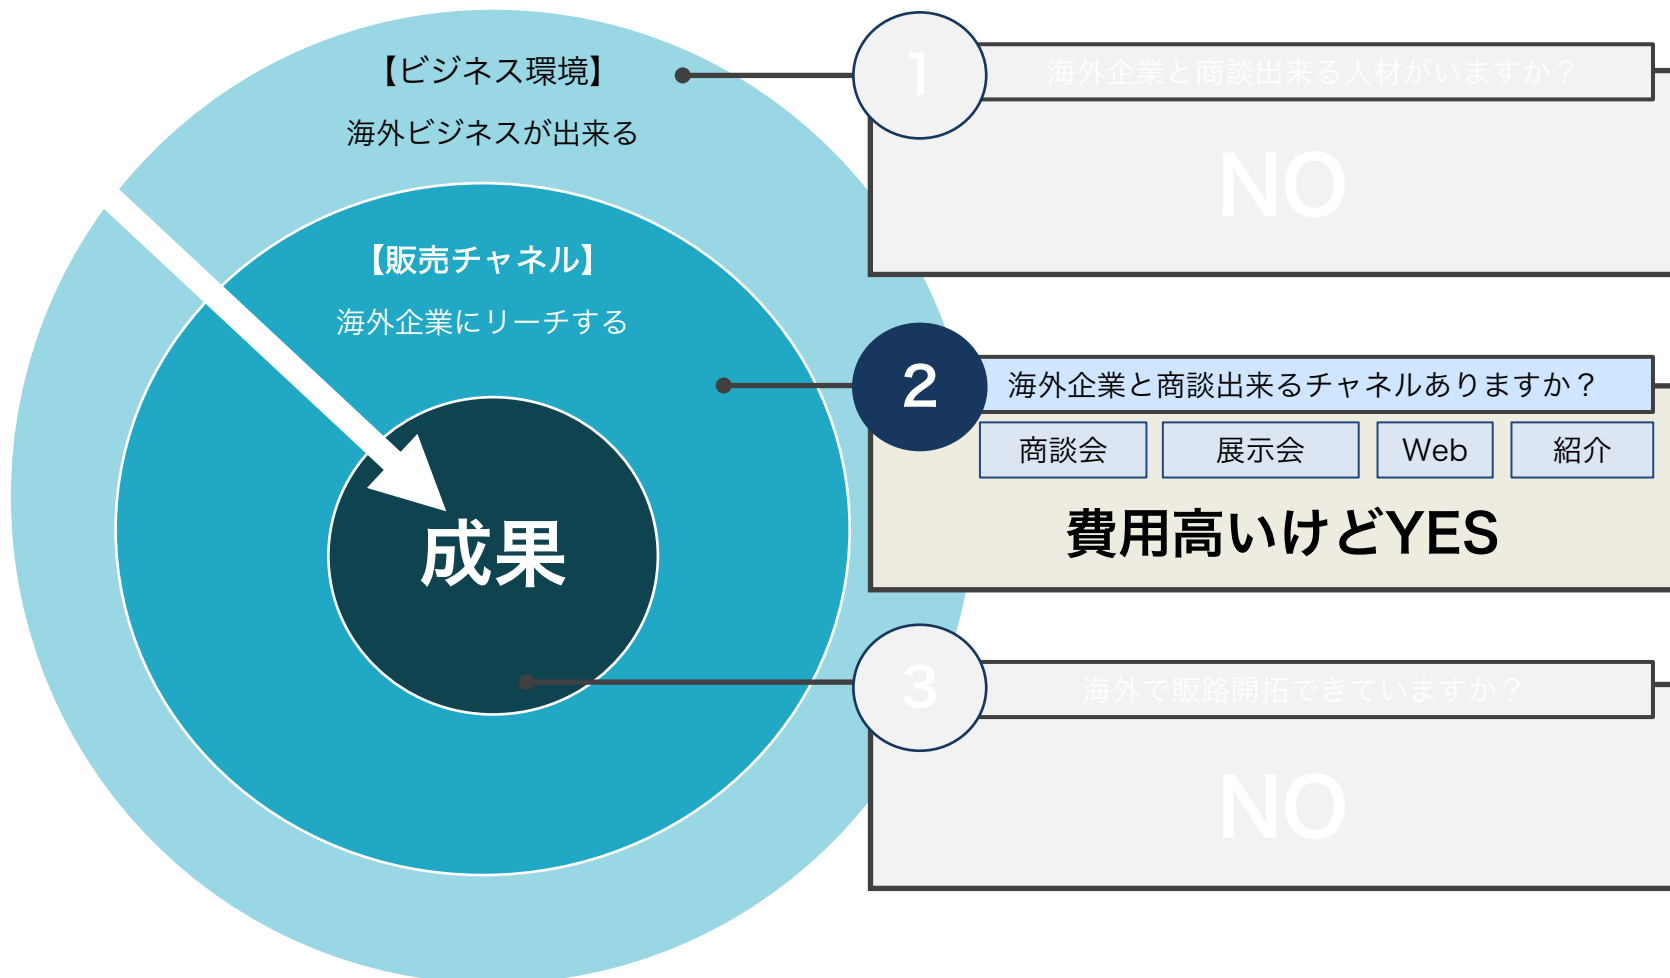 【ビジネス環境】
海外ビジネスが出来る
【販売チャネル】
海外企業にリーチする
成果
1
海外企業と商談出来る人材がいますか？
NO
2
海外企業と商談出来るチャネルありますか？
商談会 展示会 Web 紹介
費用高いけどYES
3
海外で販路開拓できていますか？
NO